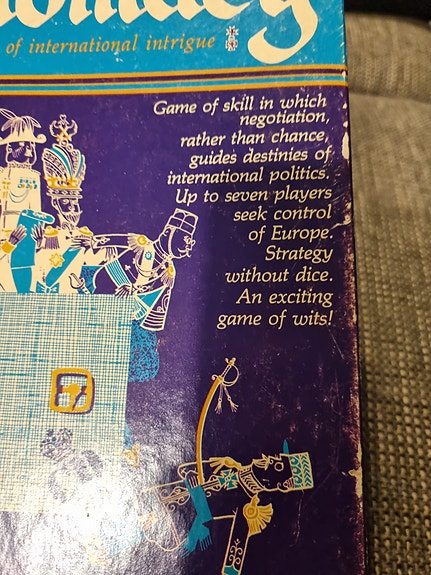 of international intrigue
Game of skill in which
negotiation,
rather than chance,
guides destinies of
international politics.
Up to seven players
seek control
of Europe.
Strategy
without dice.
An exciting
game of wits!